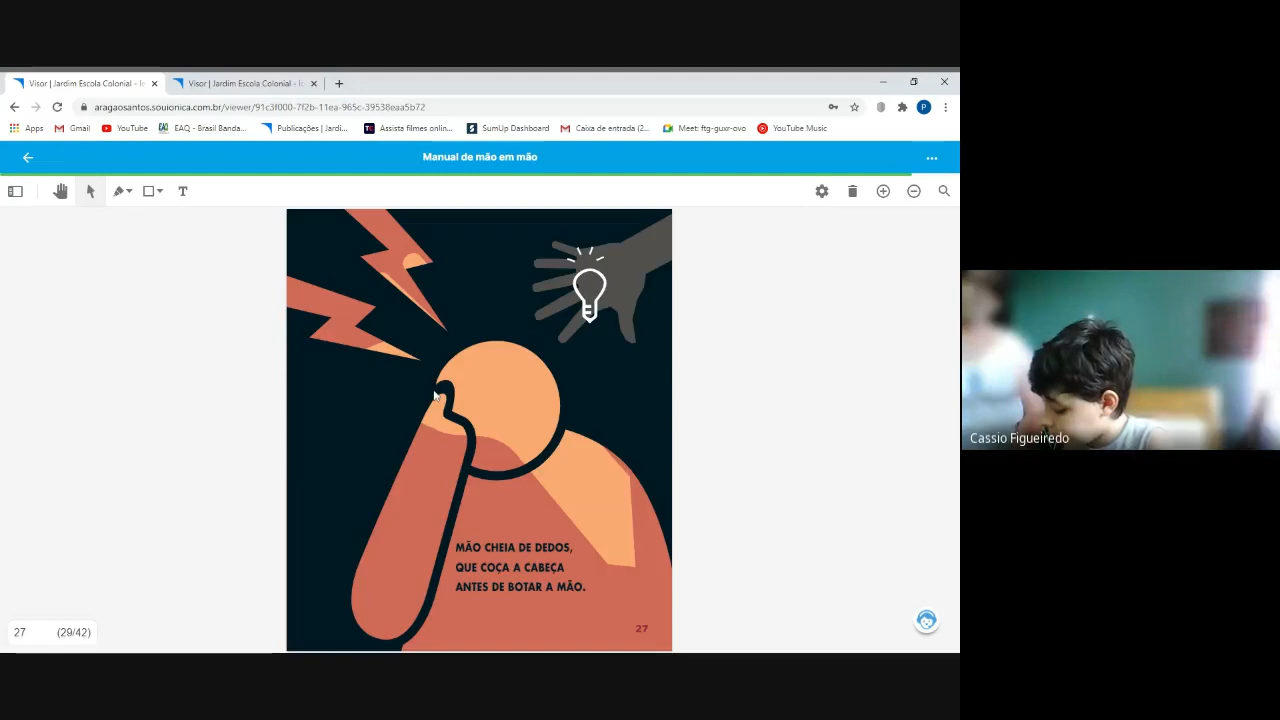 Visor | Jardim Escola Colonial - In
Visor | Jardim Escola Colonial - Io
aragaosantos.souionica.com.br/viewer/91c3f000-7f2b-11ea-965c-39538eaa5b72
P
Apps
Gmail
YouTube
EAQ - Brasil Banda...
Publicações | Jardi...
Assista filmes onlin...
SumUp Dashboard
Caixa de entrada (2...
Meet: ftg-guxr-ovo
YouTube Music
Manual de mão em mão
T
MÃO CHEIA DE DEDOS,
QUE COÇA A CABEÇA
ANTES DE BOTAR A MÃO.
27
27 (29/42)
Cassio Figueiredo